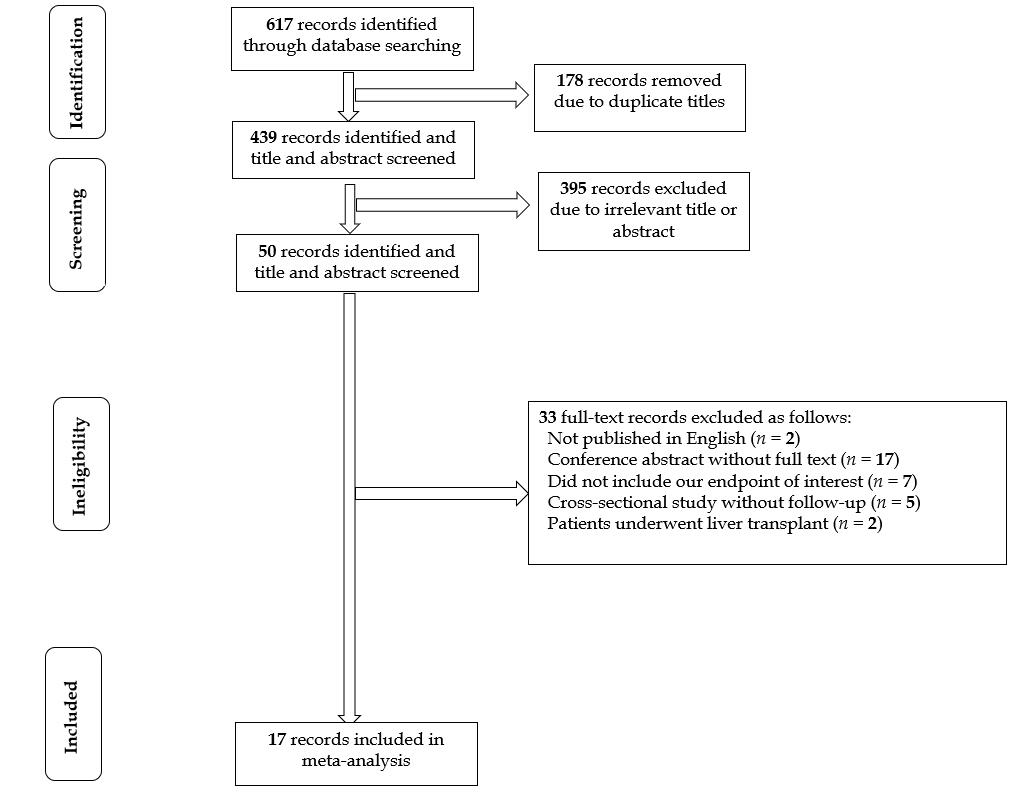 Identification
617 records identified
through database searching
178 records removed
due to duplicate titles
439 records identified and
title and abstract screened
Screening
395 records excluded
due to irrelevant title or
abstract
50 records identified and
title and abstract screened
Ineligibility
33 full-text records excluded as follows:
Not published in English (n = 2)
Conference abstract without full text (n = 17)
Did not include our endpoint of interest (n = 7)
Cross-sectional study without follow-up (n = 5)
Patients underwent liver transplant (n = 2)
Included
17 records included in
meta-analysis